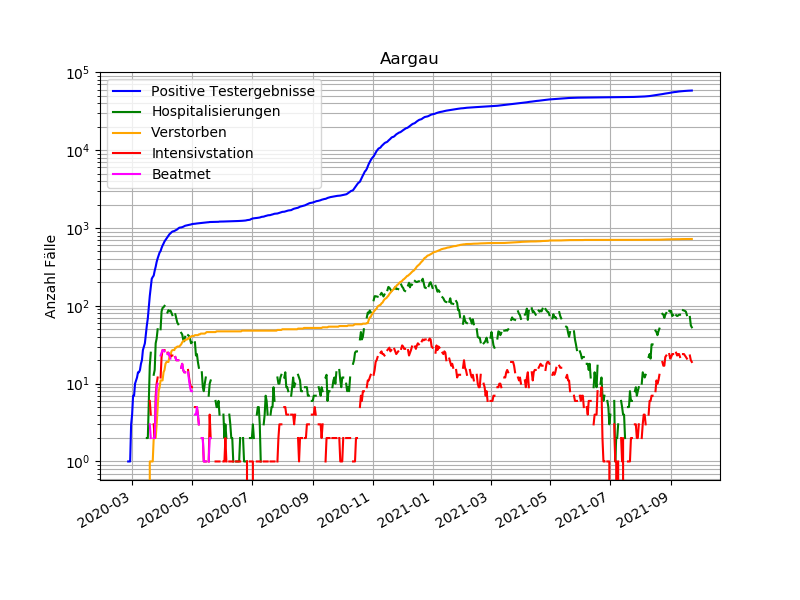 Aargau
Anzahl Fälle
10^5
10^4
10^3
10^2
10^1
10^0
Positive Testergebnisse
Hospitalisierungen
Verstorben
Intensivstation
Beatmet
2020-03
2020-05
2020-07
2020-09
2020-11
2021-01
2021-03
2021-05
2021-07
2021-09